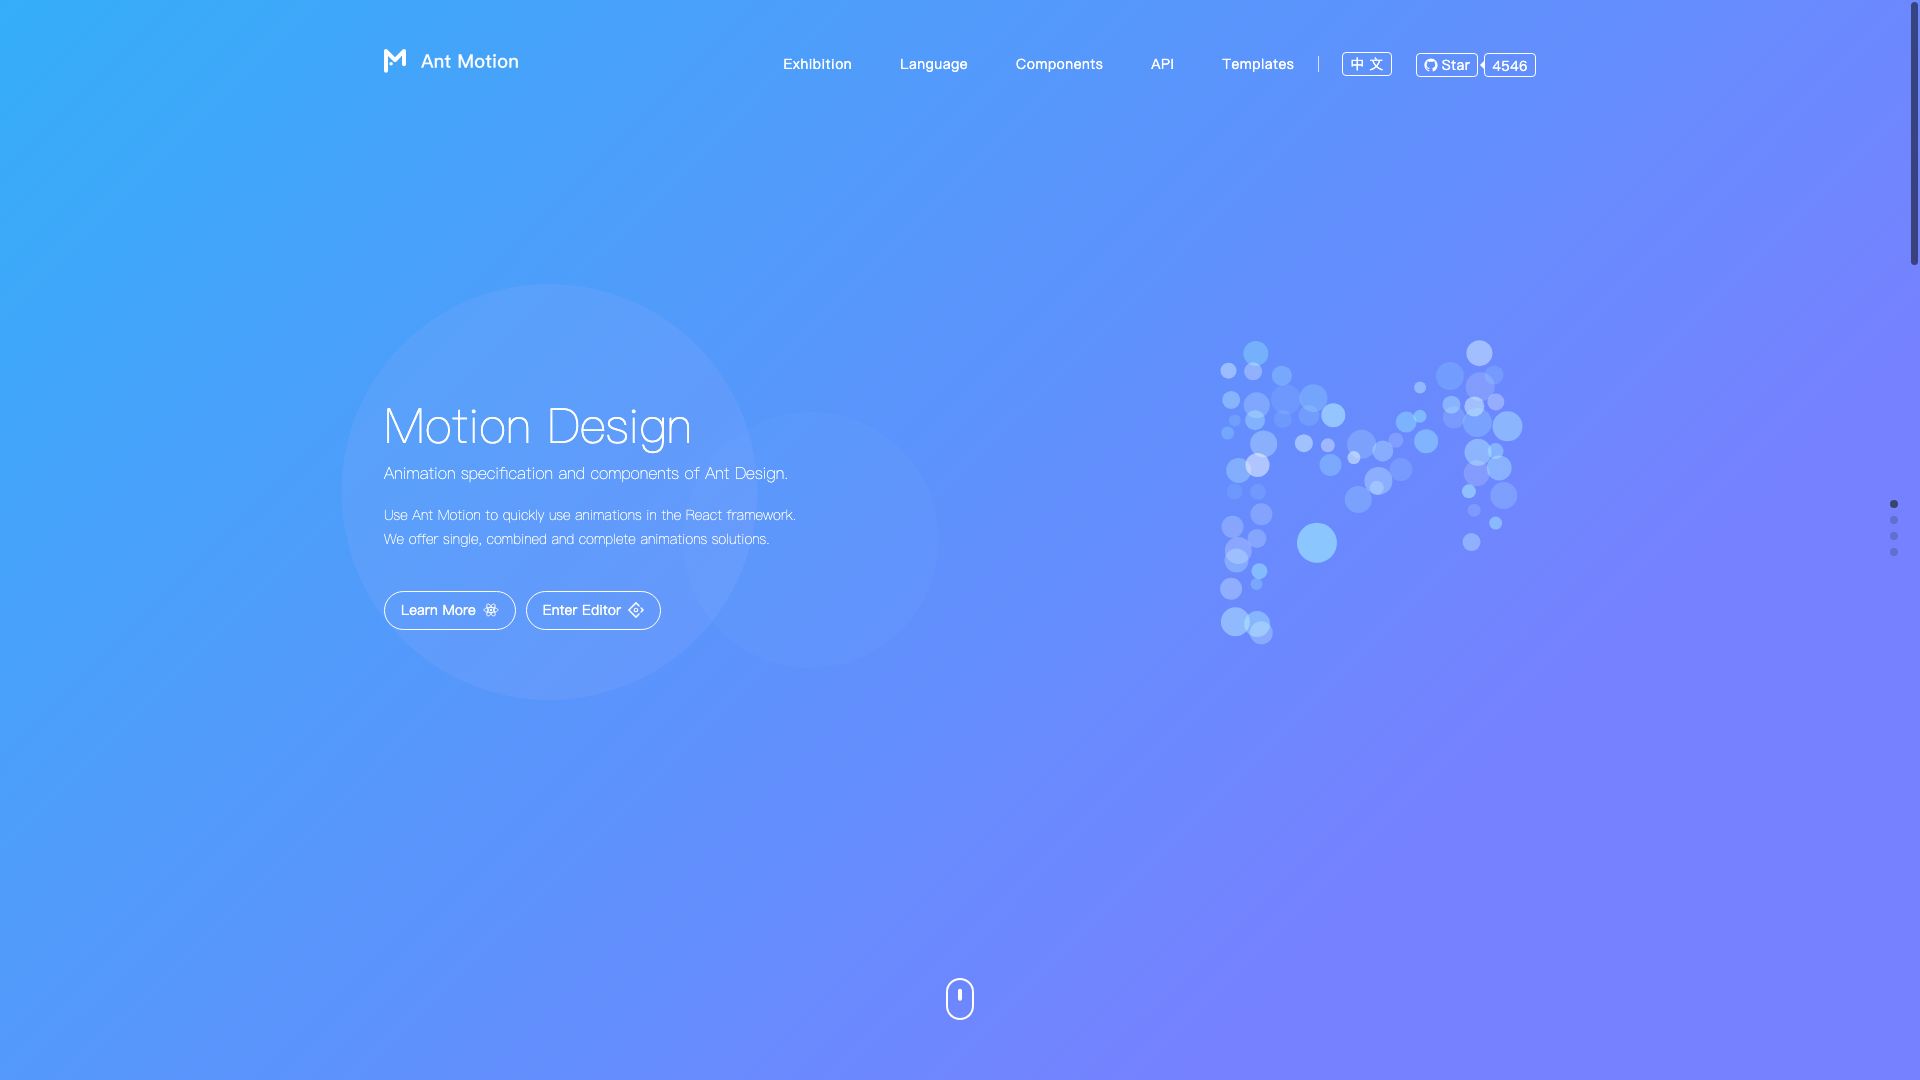 Ant Motion
Exhibition Language Components API Templates 中 文 Star 4546
Motion Design
Animation specification and components of Ant Design.
Use Ant Motion to quickly use animations in the React framework.
We offer single, combined and complete animations solutions.
Learn More Enter Editor